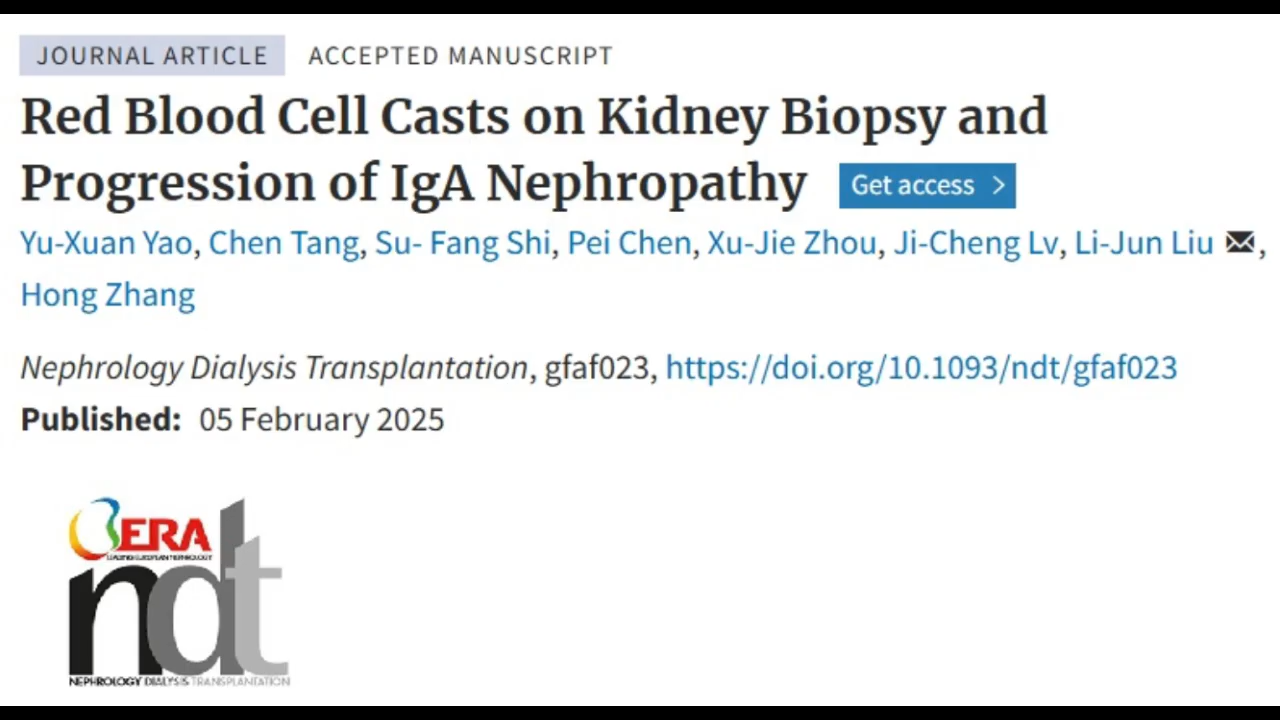 JOURNAL ARTICLE ACCEPTED MANUSCRIPT
Red Blood Cell Casts on Kidney Biopsy and
Progression of IgA Nephropathy Get access >
Yu-Xuan Yao, Chen Tang, Su- Fang Shi, Pei Chen, Xu-Jie Zhou, Ji-Cheng Lv, Li-Jun Liu ,
Hong Zhang
Nephrology Dialysis Transplantation, gfaf023, https://doi.org/10.1093/ndt/gfaf023
Published: 05 February 2025
ERA
LEADING EUROPEAN NEPHROLOGY
ndt
NEPHROLOGY DIALYSIS TRANSPLANTATION